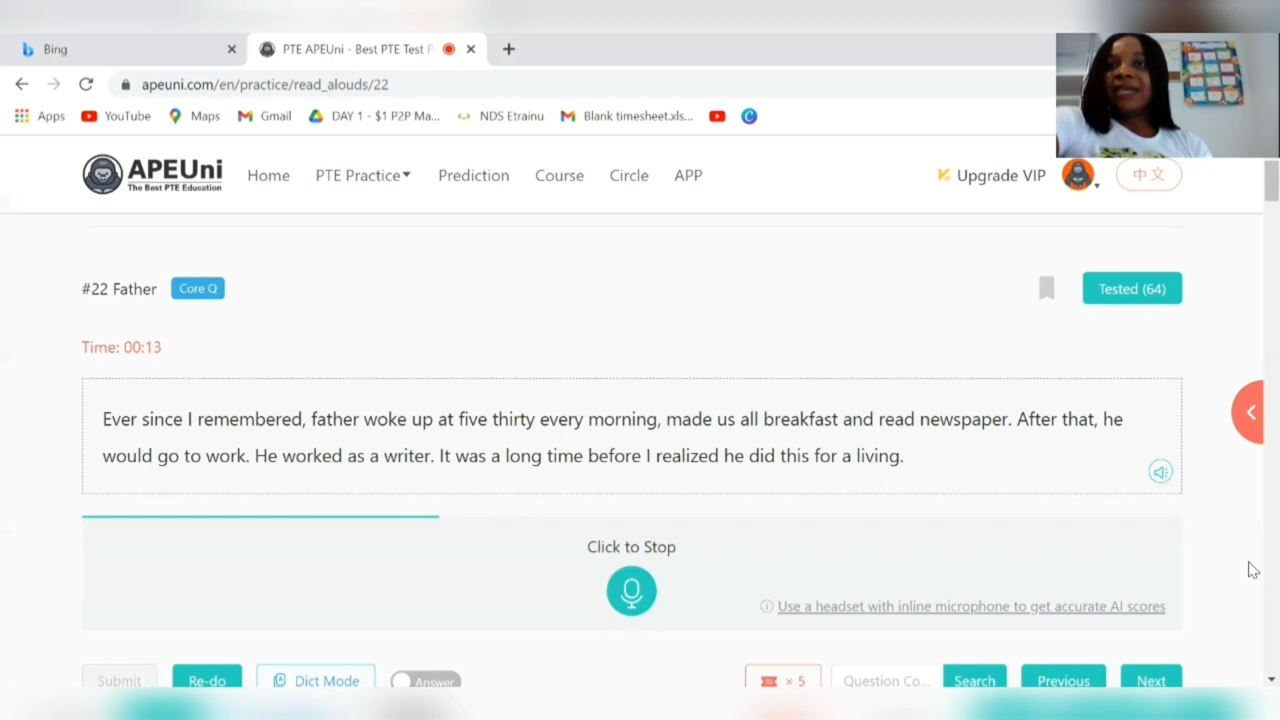 Bing
PTE APEUni - Best PTE Test P
apeuni.com/en/practice/read_alouds/22
Apps YouTube Maps Gmail DAY 1 - $1 P2P Ma... NDS Etrainu Blank timesheet.xls...
APEUni
The Best PTE Education
Home PTE Practice Prediction Course Circle APP Upgrade VIP 中文
#22 Father Core Q Tested (64)
Time: 00:13
Ever since I remembered, father woke up at five thirty every morning, made us all breakfast and read newspaper. After that, he
would go to work. He worked as a writer. It was a long time before I realized he did this for a living.
Click to Stop
Use a headset with inline microphone to get accurate AI scores
Submit Re-do Dict Mode Answer × 5 Question Co... Search Previous Next